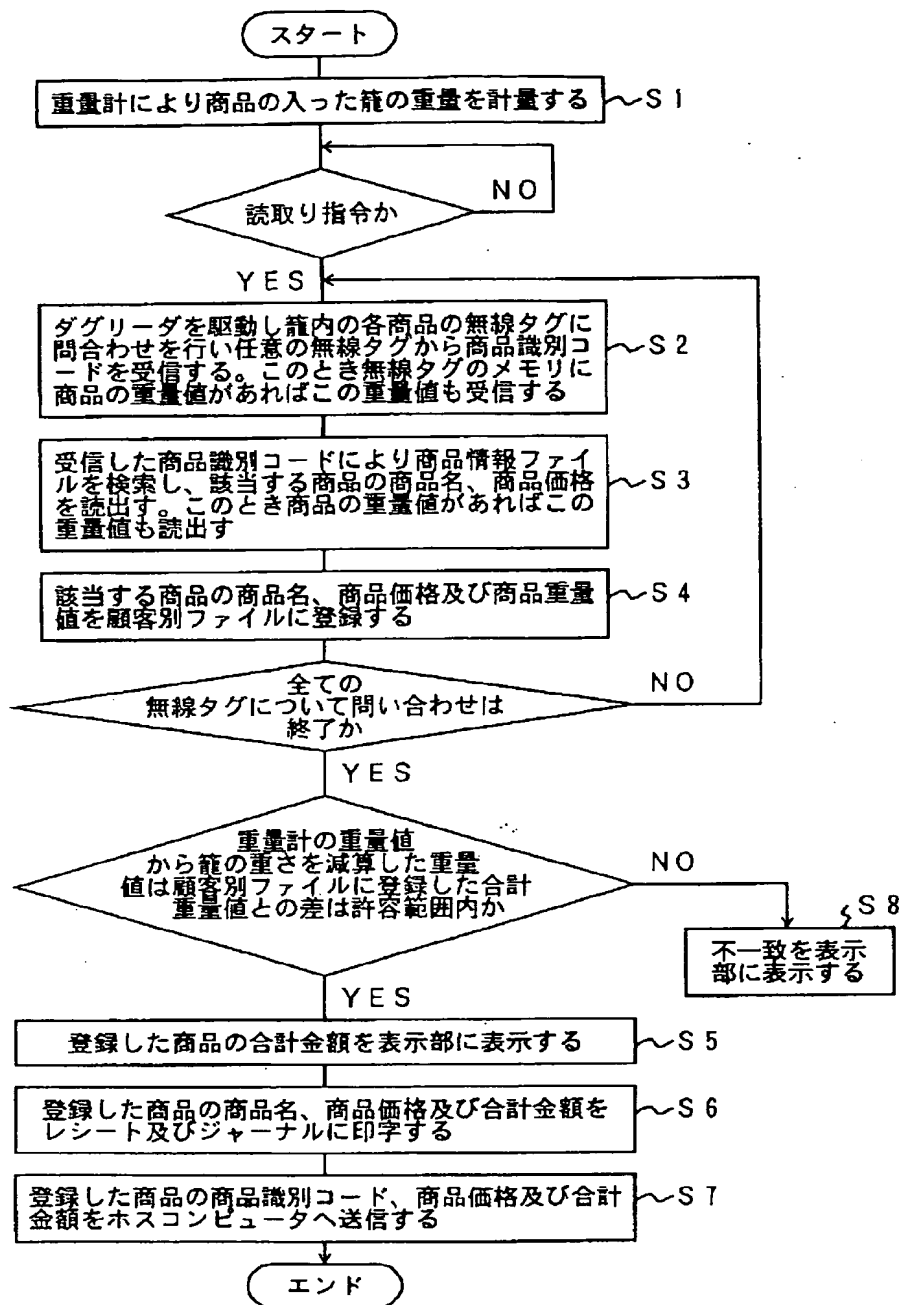 スタート
重量計により商品の入った籠の重量を計量する
S1
NO
読取り指令か
YES
ダグリーダを駆動し籠内の各商品の無線タグに
問合わせを行い任意の無線タグから商品識別コ
ードを受信する。このとき無線タグのメモリに
商品の重量値があればこの重量値も受信する
S2
受信した商品識別コードにより商品情報ファイ
ルを検索し、該当する商品の商品名、商品価格
を読出す。このとき商品の重量値があればこの
重量値も読出す
S3
該当する商品の商品名、商品価格及び商品重量
値を顧客別ファイルに登録する
S4
全ての
無線タグについて問い合わせは
終了か
NO
YES
重量計の重量値
から籠の重さを減算した重量
値は顧客別ファイルに登録した合計
重量値との差は許容範囲内か
NO
S8
不一致を表示
部に表示する
YES
登録した商品の合計金額を表示部に表示する
S5
登録した商品の商品名、商品価格及び合計金額を
レシート及びジャーナルに印字する
S6
登録した商品の商品識別コード、商品価格及び合計
金額をホスコンピュータへ送信する
S7
エンド